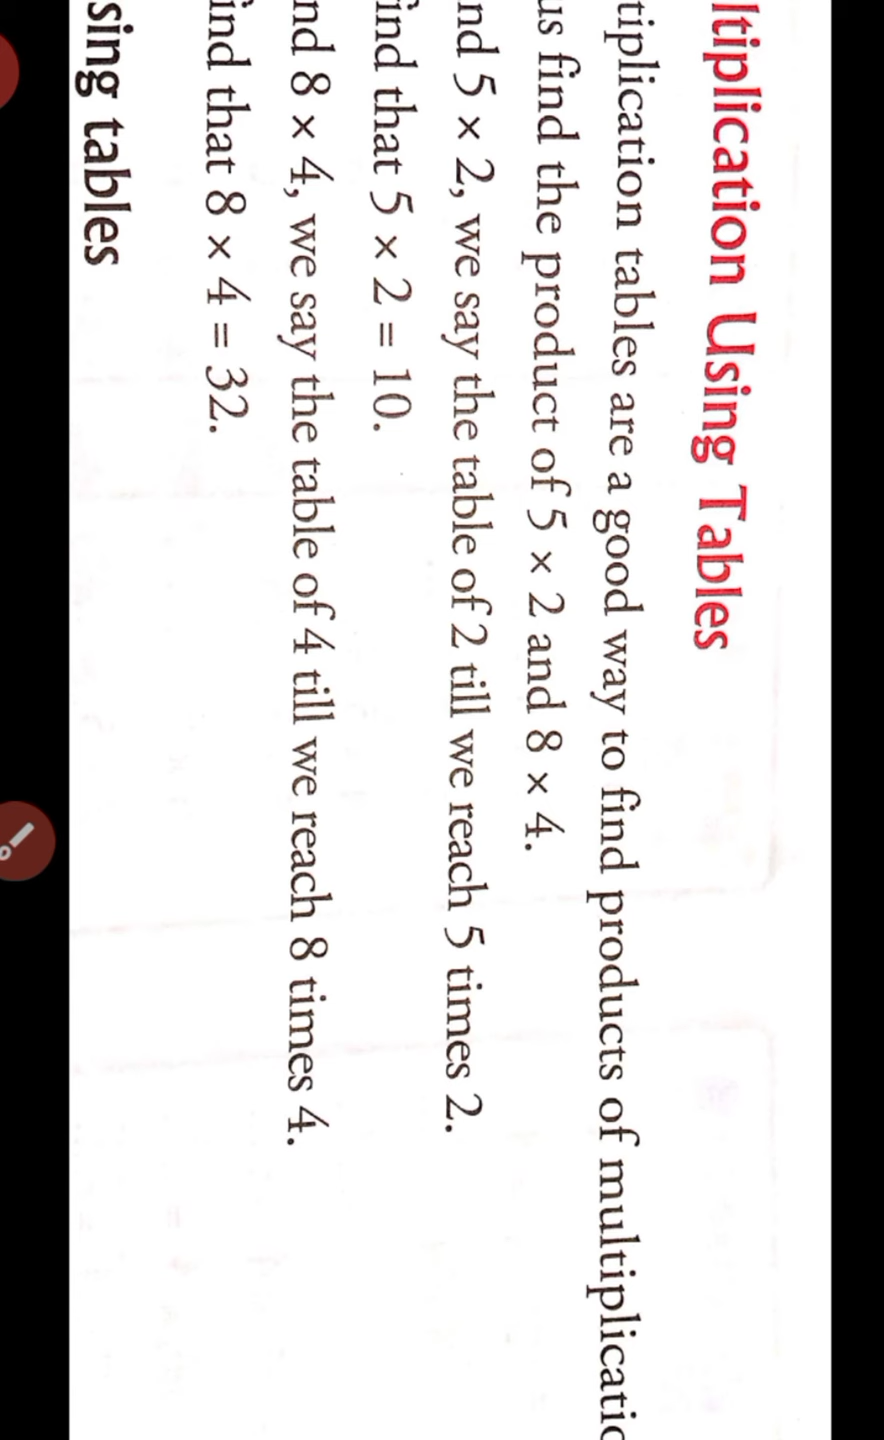 ltiplication Using Tables
tiplication tables are a good way to find products of multiplicatio
us find the product of 5 × 2 and 8 × 4.
nd 5 × 2, we say the table of 2 till we reach 5 times 2.
ind that 5 × 2 = 10.
nd 8 × 4, we say the table of 4 till we reach 8 times 4.
ind that 8 × 4 = 32.
sing tables